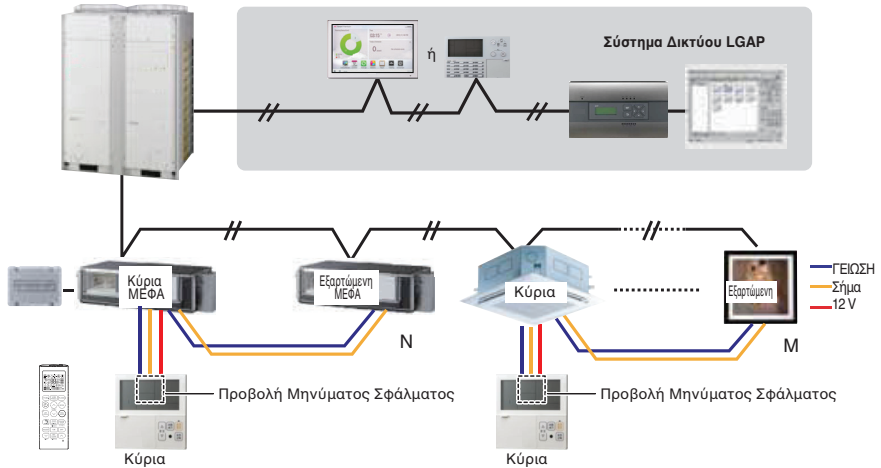 ή
Σύστημα Δικτύου LGAP
Κύρια
ΜΕΦΑ
Εξαρτώμενη
ΜΕΦΑ
Κύρια
Εξαρτώμενη
ΓΕΙΩΣΗ
Σήμα
12 V
N
M
Προβολή Μηνύματος Σφάλματος
Προβολή Μηνύματος Σφάλματος
Κύρια
Κύρια